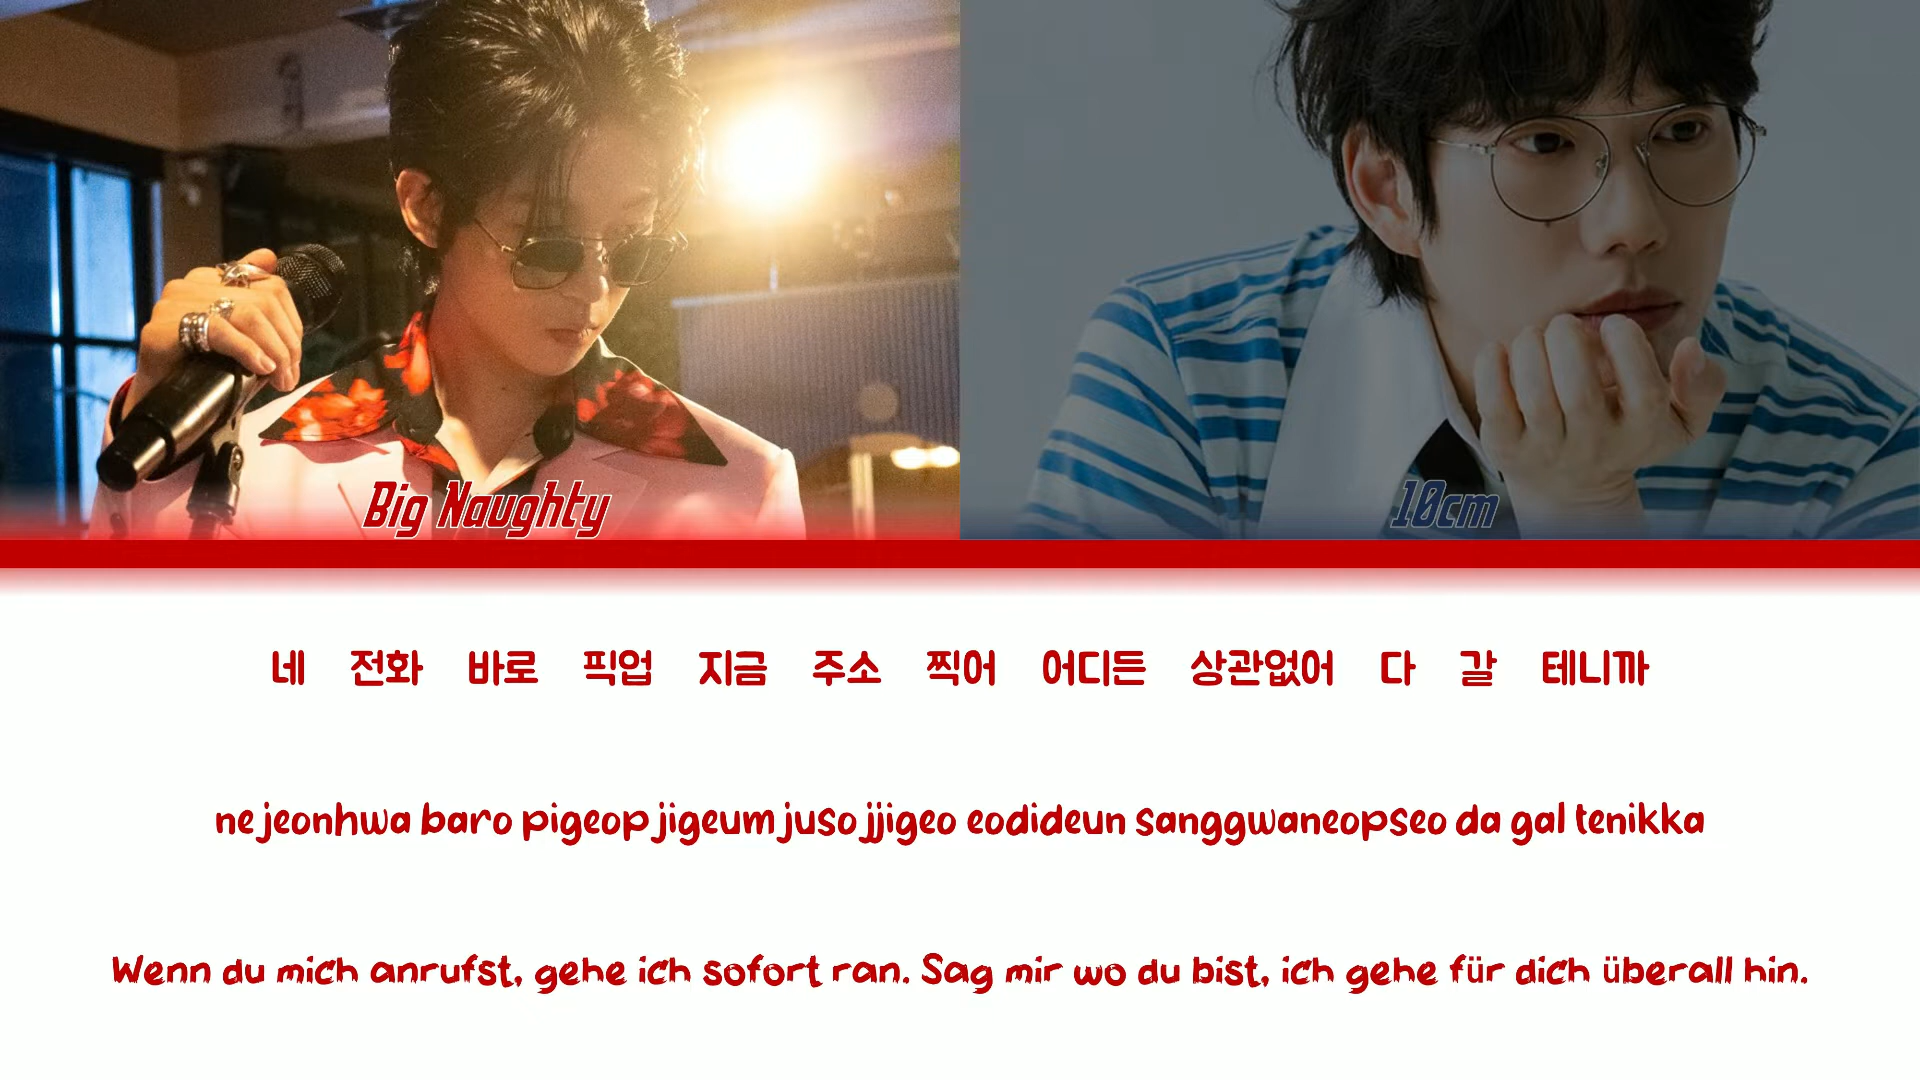 Big Naughty
10cm
네 전화 바로 픽업 지금 주소 찍어 어디든 상관없어 다 갈 테니까
ne jeonhwa baro pigeop jigeum juso jjigeo eodideun sanggwaneopseo da gal tenikka
Wenn du mich anrufst, gehe ich sofort ran. Sag mir wo du bist, ich gehe für dich überall hin.